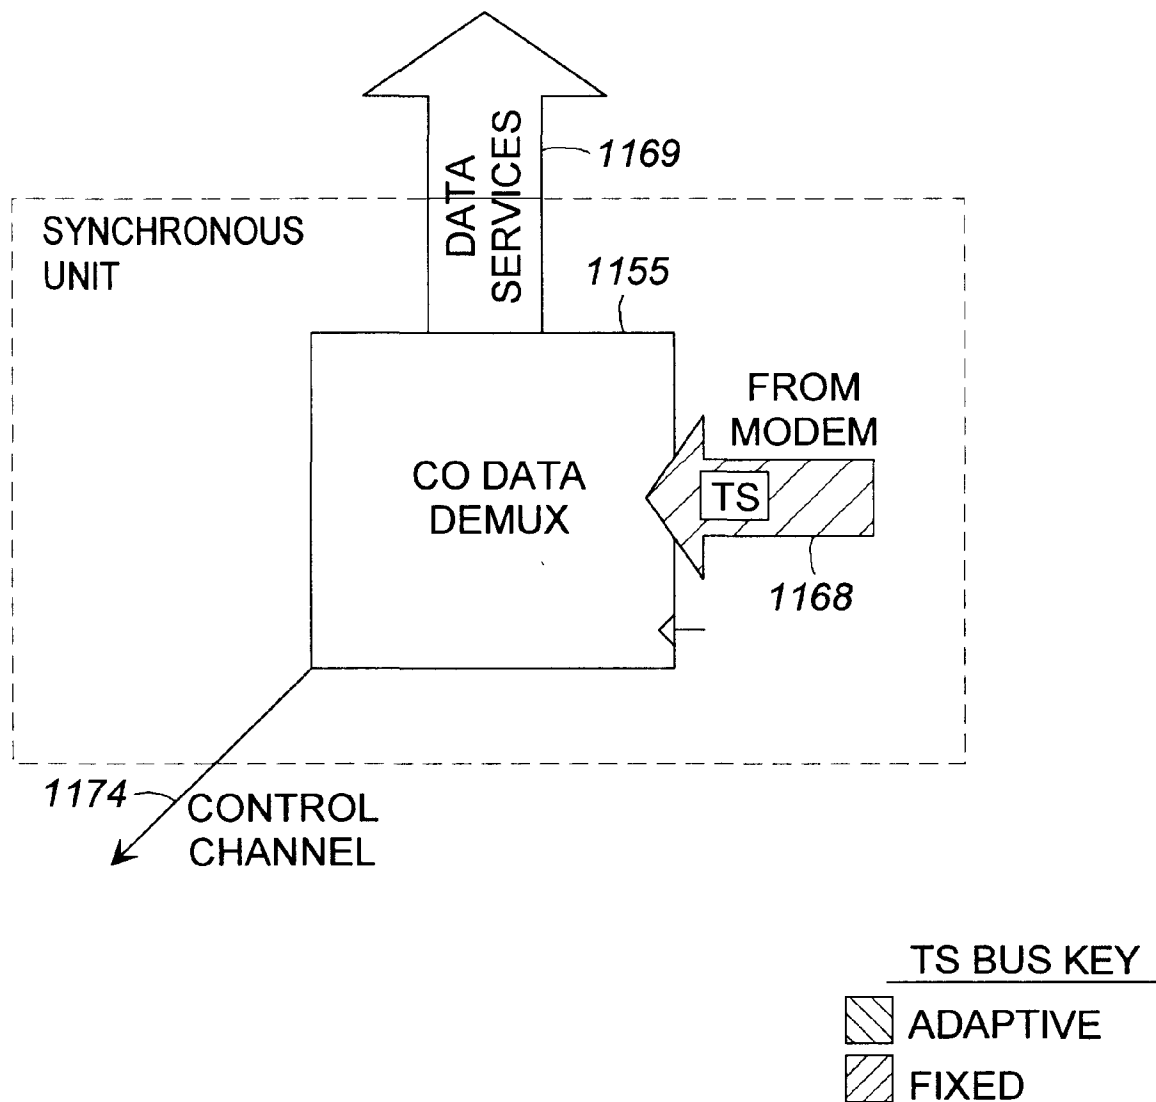 DATA
SERVICES
1169
SYNCHRONOUS
UNIT
1155
FROM
MODEM
CO DATA
DEMUX
TS
1168
1174
CONTROL
CHANNEL
TS BUS KEY
ADAPTIVE
FIXED